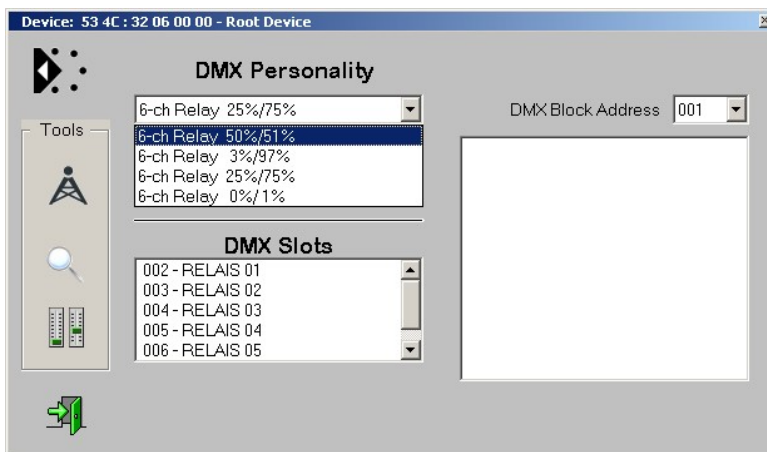 Device: 53 4C : 32 06 00 00 - Root Device
DMX Personality
6-ch Relay 25%/75%
DMX Block Address 001
Tools
6-ch Relay 50%/51%
6-ch Relay 3%/97%
6-ch Relay 25%/75%
6-ch Relay 0%/1%
DMX Slots
002 - RELAIS 01
003 - RELAIS 02
004 - RELAIS 03
005 - RELAIS 04
006 - RELAIS 05